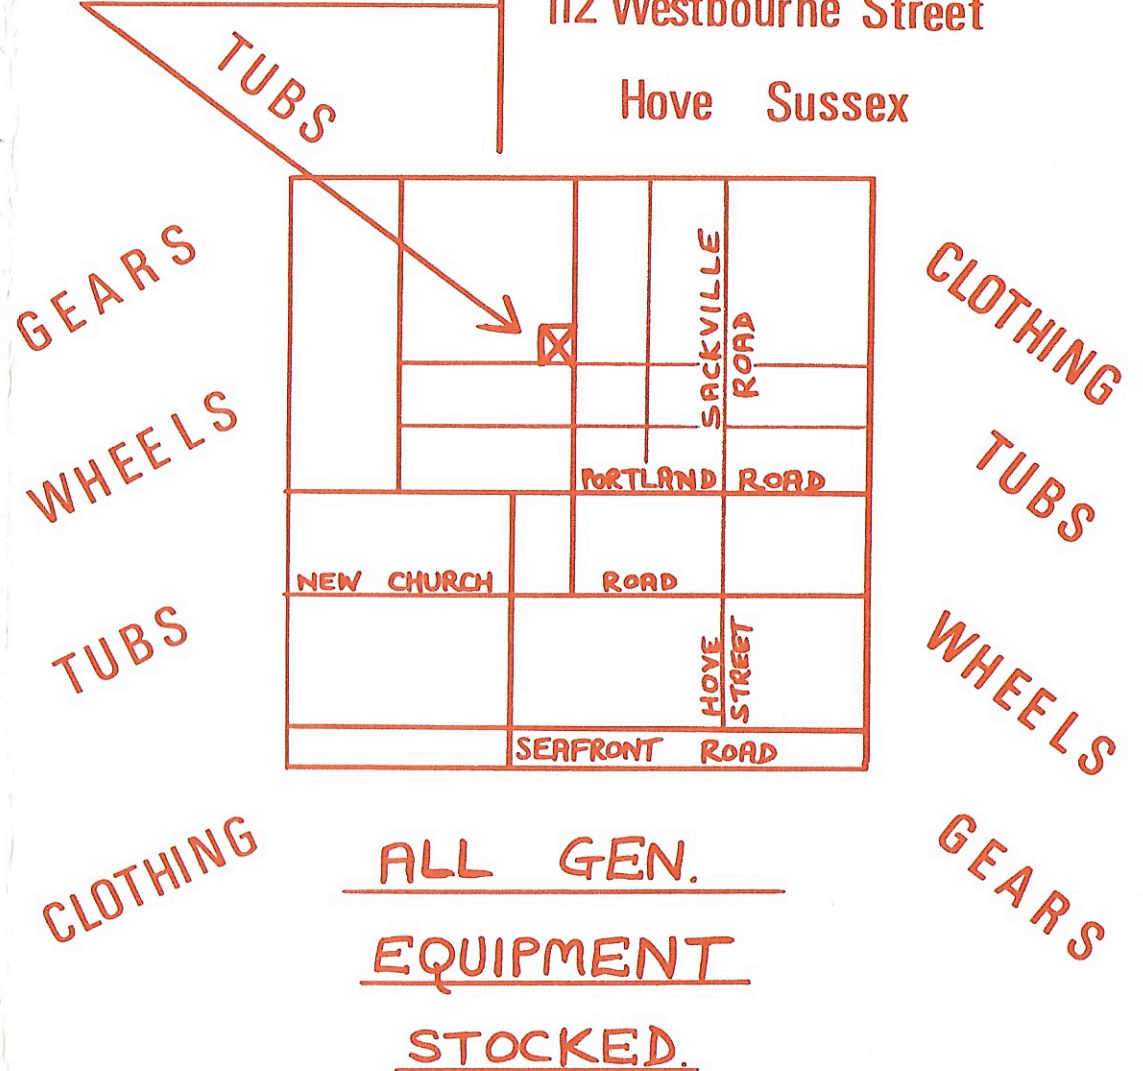 112 Westbourne Street
Hove Sussex
TUBS
GEARS
WHEELS
TUBS
CLOTHING
SACKVILLE
ROAD
PORTLAND ROAD
NEW CHURCH ROAD
HOVE
STREET
SEAFRONT ROAD
CLOTHING
TUBS
WHEELS
GEARS
ALL GEN.
EQUIPMENT
STOCKED.